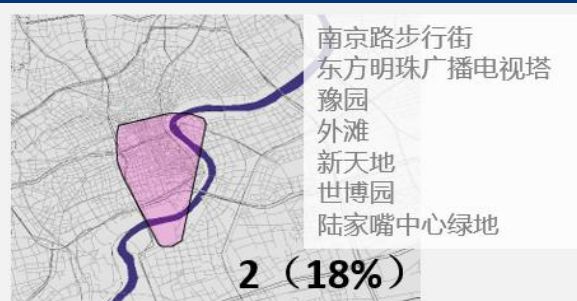 南京路步行街
东方明珠广播电视塔
豫园
外滩
新天地
世博园
陆家嘴中心绿地
2（18%）